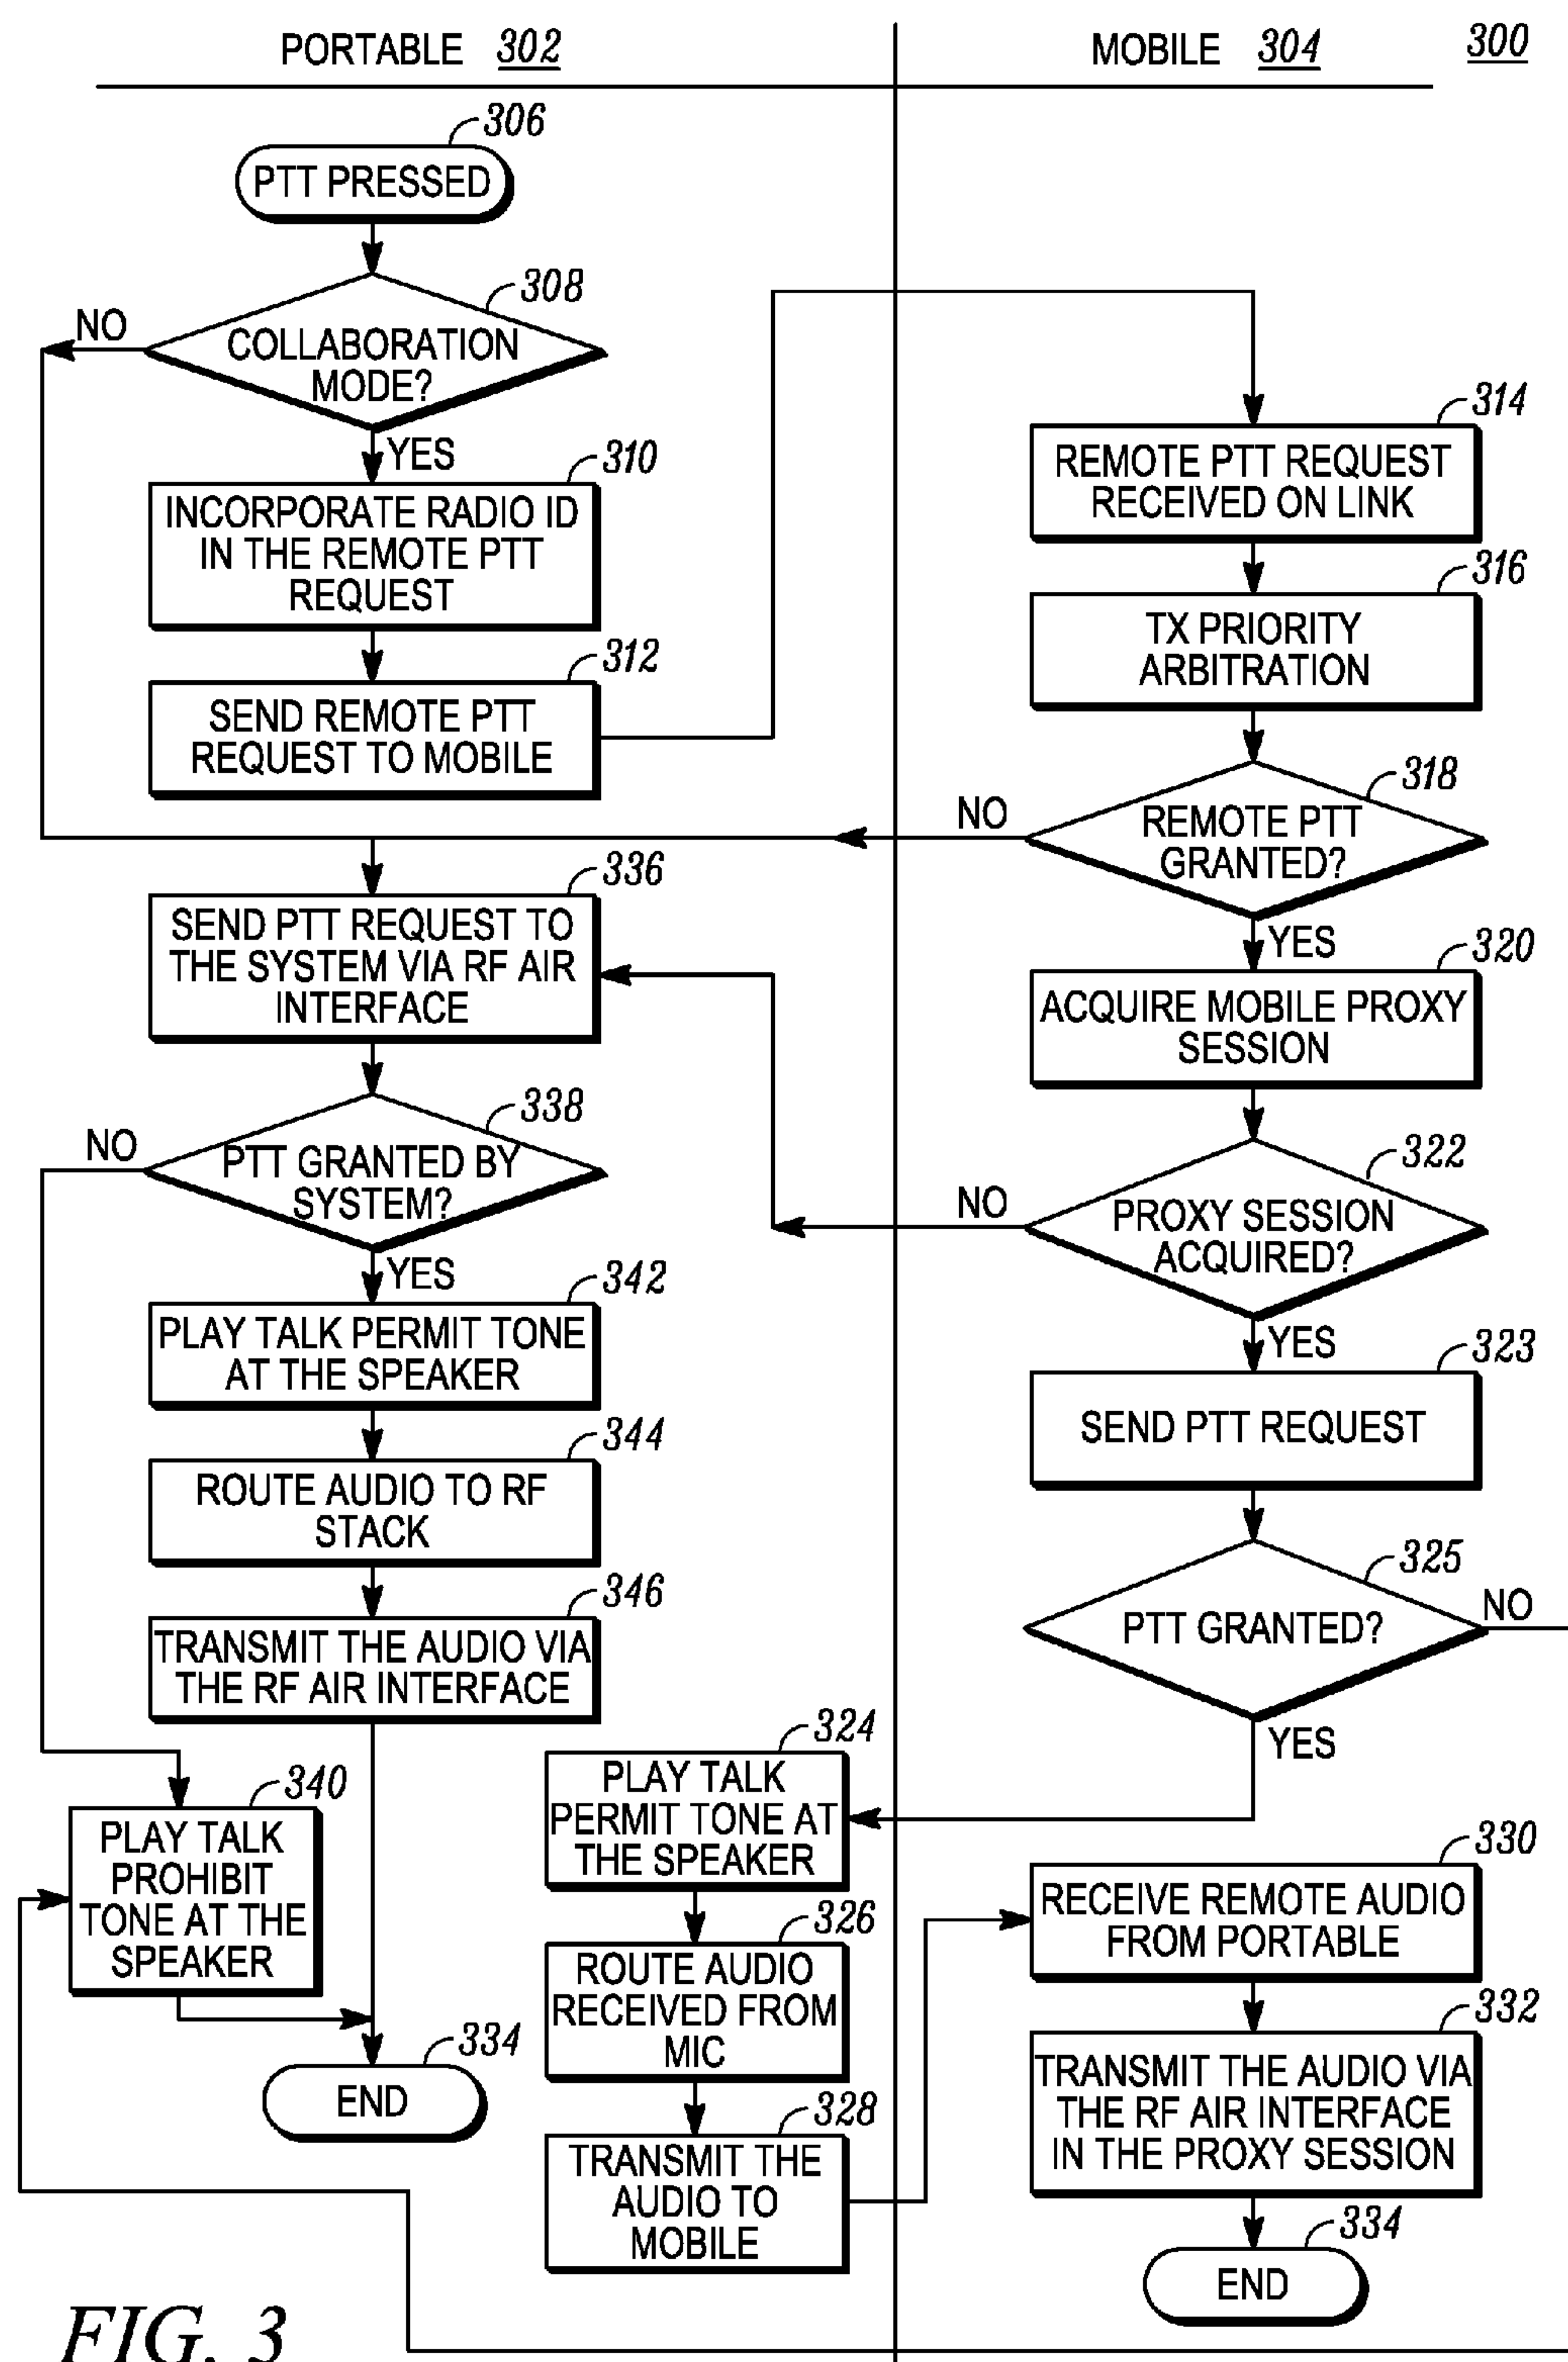 PORTABLE 302
MOBILE 304
300
306
PTT PRESSED
308
COLLABORATION
MODE?
NO
YES
310
INCORPORATE RADIO ID
IN THE REMOTE PTT
REQUEST
312
SEND REMOTE PTT
REQUEST TO MOBILE
314
REMOTE PTT REQUEST
RECEIVED ON LINK
316
TX PRIORITY
ARBITRATION
318
REMOTE PTT
GRANTED?
NO
YES
320
ACQUIRE MOBILE PROXY
SESSION
322
PROXY SESSION
ACQUIRED?
NO
YES
323
SEND PTT REQUEST
325
PTT GRANTED?
NO
YES
336
SEND PTT REQUEST TO
THE SYSTEM VIA RF AIR
INTERFACE
338
PTT GRANTED BY
SYSTEM?
NO
YES
342
PLAY TALK PERMIT TONE
AT THE SPEAKER
344
ROUTE AUDIO TO RF
STACK
346
TRANSMIT THE AUDIO VIA
THE RF AIR INTERFACE
340
PLAY TALK
PROHIBIT
TONE AT THE
SPEAKER
334
END
324
PLAY TALK
PERMIT TONE AT
THE SPEAKER
326
ROUTE AUDIO
RECEIVED FROM
MIC
328
TRANSMIT THE
AUDIO TO
MOBILE
330
RECEIVE REMOTE AUDIO
FROM PORTABLE
332
TRANSMIT THE AUDIO VIA
THE RF AIR INTERFACE
IN THE PROXY SESSION
334
END
FIG. 3